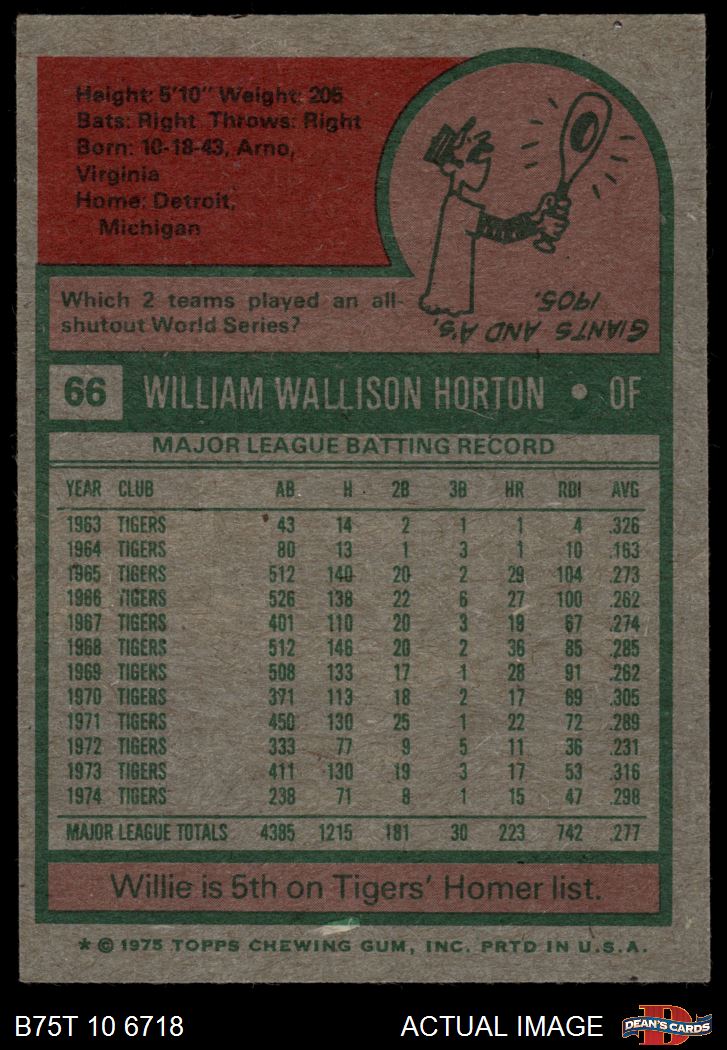 Height: 5'10" Weight: 205
Bats: Right Throws: Right
Born: 10-18-43, Arno,
Virginia
Home: Detroit,
Michigan
Which 2 teams played an all-
shutout World Series?
GIANTS AND A'S,
1905.
66 WILLIAM WALLISON HORTON • OF
MAJOR LEAGUE BATTING RECORD
YEAR CLUB AB H 2B 3B HR RBI AVG
1963 TIGERS 43 14 2 1 1 4 .326
1964 TIGERS 80 13 1 3 1 10 .163
1965 TIGERS 512 140 20 2 29 104 .273
1966 TIGERS 526 138 22 6 27 100 .262
1967 TIGERS 401 110 20 3 19 67 .274
1968 TIGERS 512 146 20 2 36 85 .285
1969 TIGERS 508 133 17 1 28 91 .262
1970 TIGERS 371 113 18 2 17 69 .305
1971 TIGERS 450 130 25 1 22 72 .289
1972 TIGERS 333 77 9 5 11 36 .231
1973 TIGERS 411 130 19 3 17 53 .316
1974 TIGERS 238 71 8 1 15 47 .298
MAJOR LEAGUE TOTALS 4385 1215 181 30 223 742 .277
Willie is 5th on Tigers' Homer list.
* © 1975 TOPPS CHEWING GUM, INC. PRTD IN U.S.A.
B75T 10 6718 ACTUAL IMAGE D DEAN'S CARDS